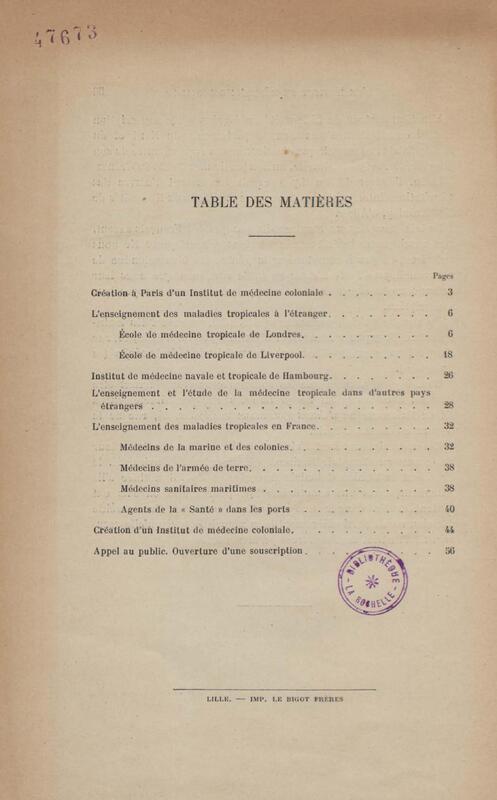 47673
TABLE DES MATIÈRES
Pages
Création à Paris d'un Institut de médecine coloniale . . . . . . . . 3
L'enseignement des maladies tropicales à l'étranger. . . . . . . . 6
École de médecine tropicale de Londres. . . . . . . . . . 6
École de médecine tropicale de Liverpool. . . . . . . . . . 18
Institut de médecine navale et tropicale de Hambourg. . . . . . . . 26
L'enseignement et l'étude de la médecine tropicale dans d'autres pays
étrangers . . . . . . . . . . . . . . . . . . . . . 28
L'enseignement des maladies tropicales en France. . . . . . . . . 32
Médecins de la marine et des colonies. . . . . . . . . . . 32
Médecins de l'armée de terre. . . . . . . . . . . . . . 38
Médecins sanitaires maritimes . . . . . . . . . . . . . 38
Agents de la « Santé » dans les ports . . . . . . . . . . 40
Création d'un Institut de médecine coloniale. . . . . . . . . . . 44
Appel au public. Ouverture d'une souscription . . . . . . . . . . 56
BIBLIOTHÈQUE
LA ROCHELLE
LILLE. — IMP. LE BIGOT FRÈRES